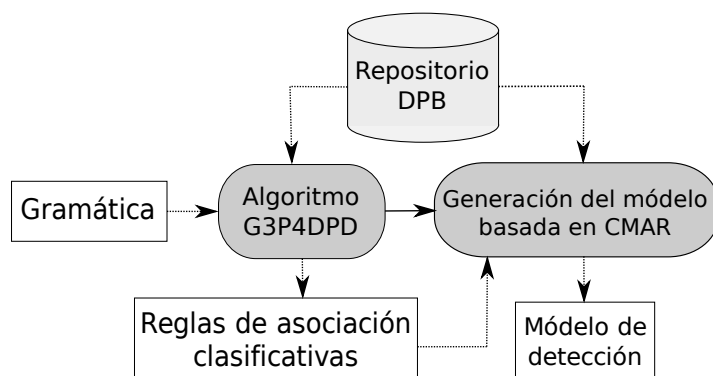 Repositorio
DPB
Gramática
Algoritmo
G3P4DPD
Generación del módelo
basada en CMAR
Reglas de asociación
clasificativas
Módelo de
detección